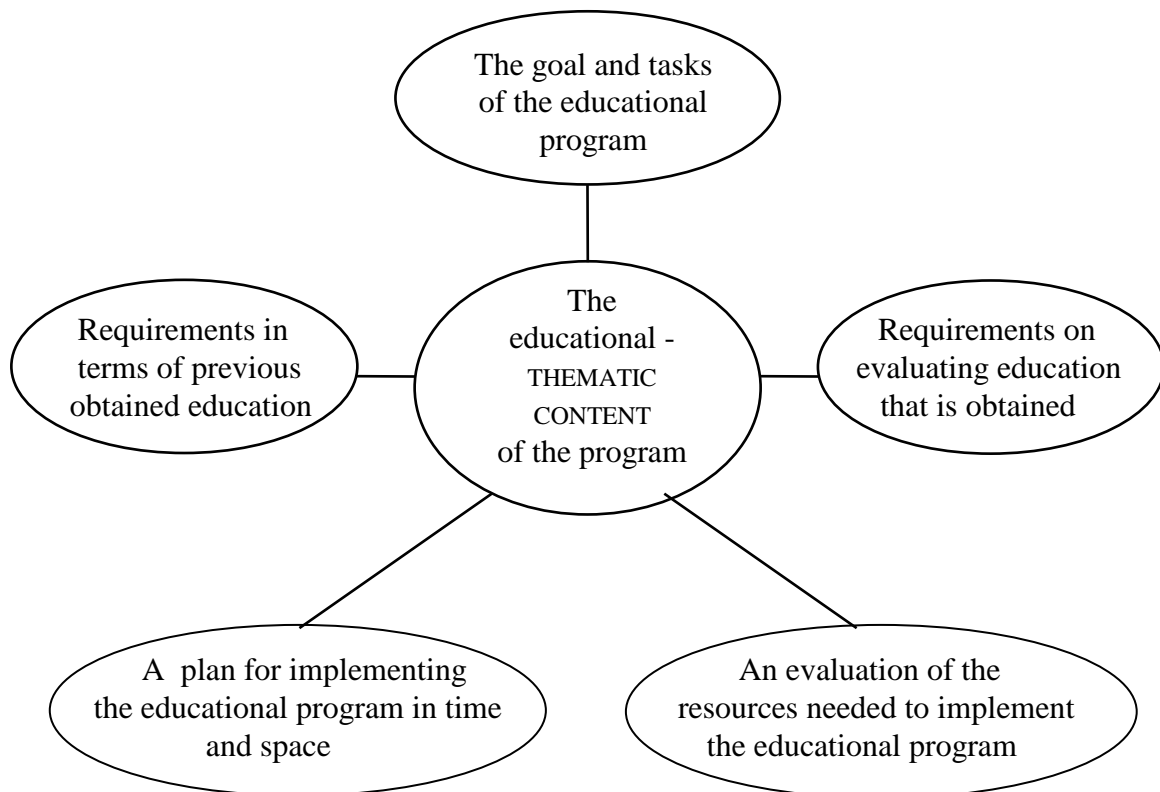 The goal and tasks
of the educational
program
The
educational -
THEMATIC
CONTENT
of the program
Requirements in
terms of previous
obtained education
Requirements on
evaluating education
that is obtained
A plan for implementing
the educational program in time
and space
An evaluation of the
resources needed to implement
the educational program